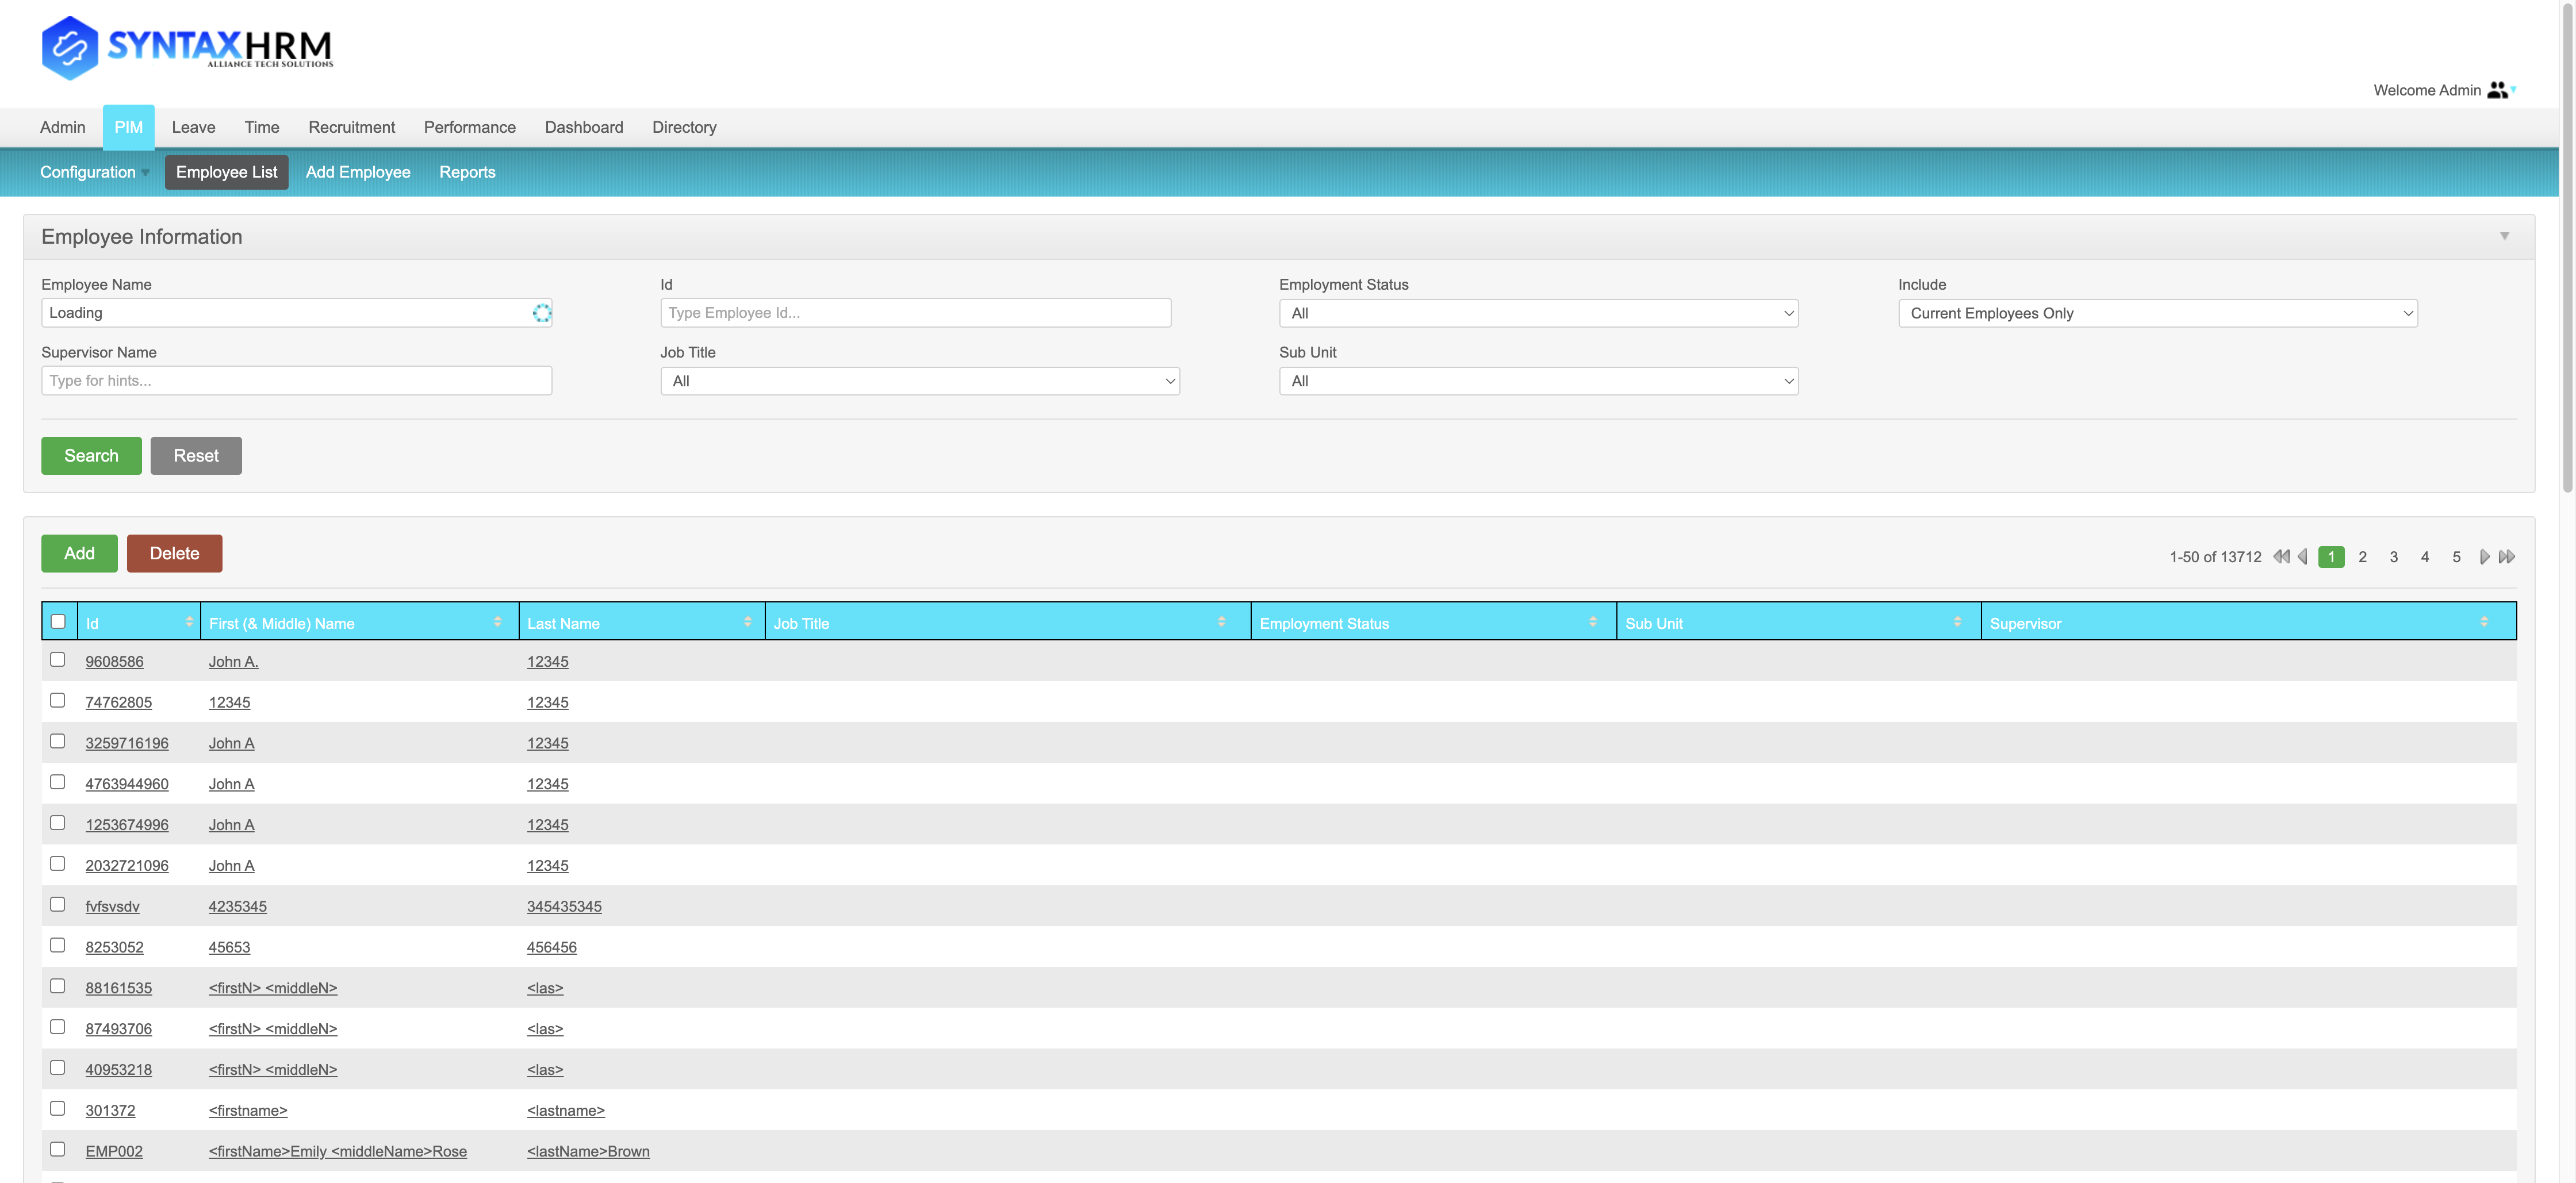 SYNTAXHRM
ALLIANCE TECH SOLUTIONS
Welcome Admin
Admin PIM Leave Time Recruitment Performance Dashboard Directory
Configuration Employee List Add Employee Reports
Employee Information
Employee Name Id Employment Status Include
Loading Type Employee Id... All Current Employees Only
Supervisor Name Job Title Sub Unit
Type for hints... All All
Search Reset
Add Delete 1-50 of 13712 1 2 3 4 5
Id First (& Middle) Name Last Name Job Title Employment Status Sub Unit Supervisor
9608586 John A. 12345
74762805 12345 12345
3259716196 John A 12345
4763944960 John A 12345
1253674996 John A 12345
2032721096 John A 12345
fvfsvsdv 4235345 345435345
8253052 45653 456456
88161535 <firstN> <middleN> <las>
87493706 <firstN> <middleN> <las>
40953218 <firstN> <middleN> <las>
301372 <firstname> <lastname>
EMP002 <firstName>Emily <middleName>Rose <lastName>Brown